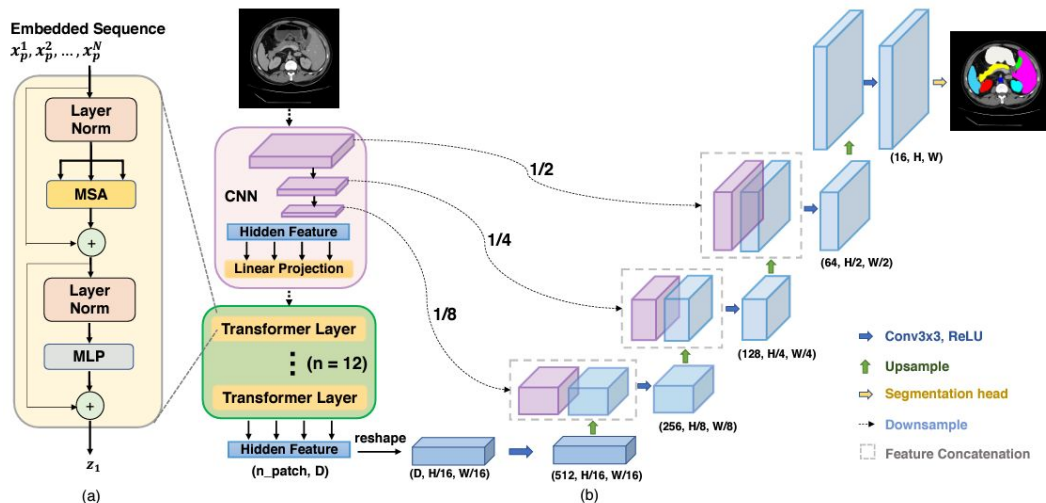 Embedded Sequence
x_p^1, x_p^2, ..., x_p^N
Layer
Norm
MSA
+
Layer
Norm
MLP
+
z_1
(a)
CNN
Hidden Feature
Linear Projection
Transformer Layer
(n = 12)
Transformer Layer
Hidden Feature
(n_patch, D)
reshape
(D, H/16, W/16)
(512, H/16, W/16)
(b)
1/2
1/4
1/8
(256, H/8, W/8)
(128, H/4, W/4)
(64, H/2, W/2)
(16, H, W)
Conv3x3, ReLU
Upsample
Segmentation head
Downsample
Feature Concatenation